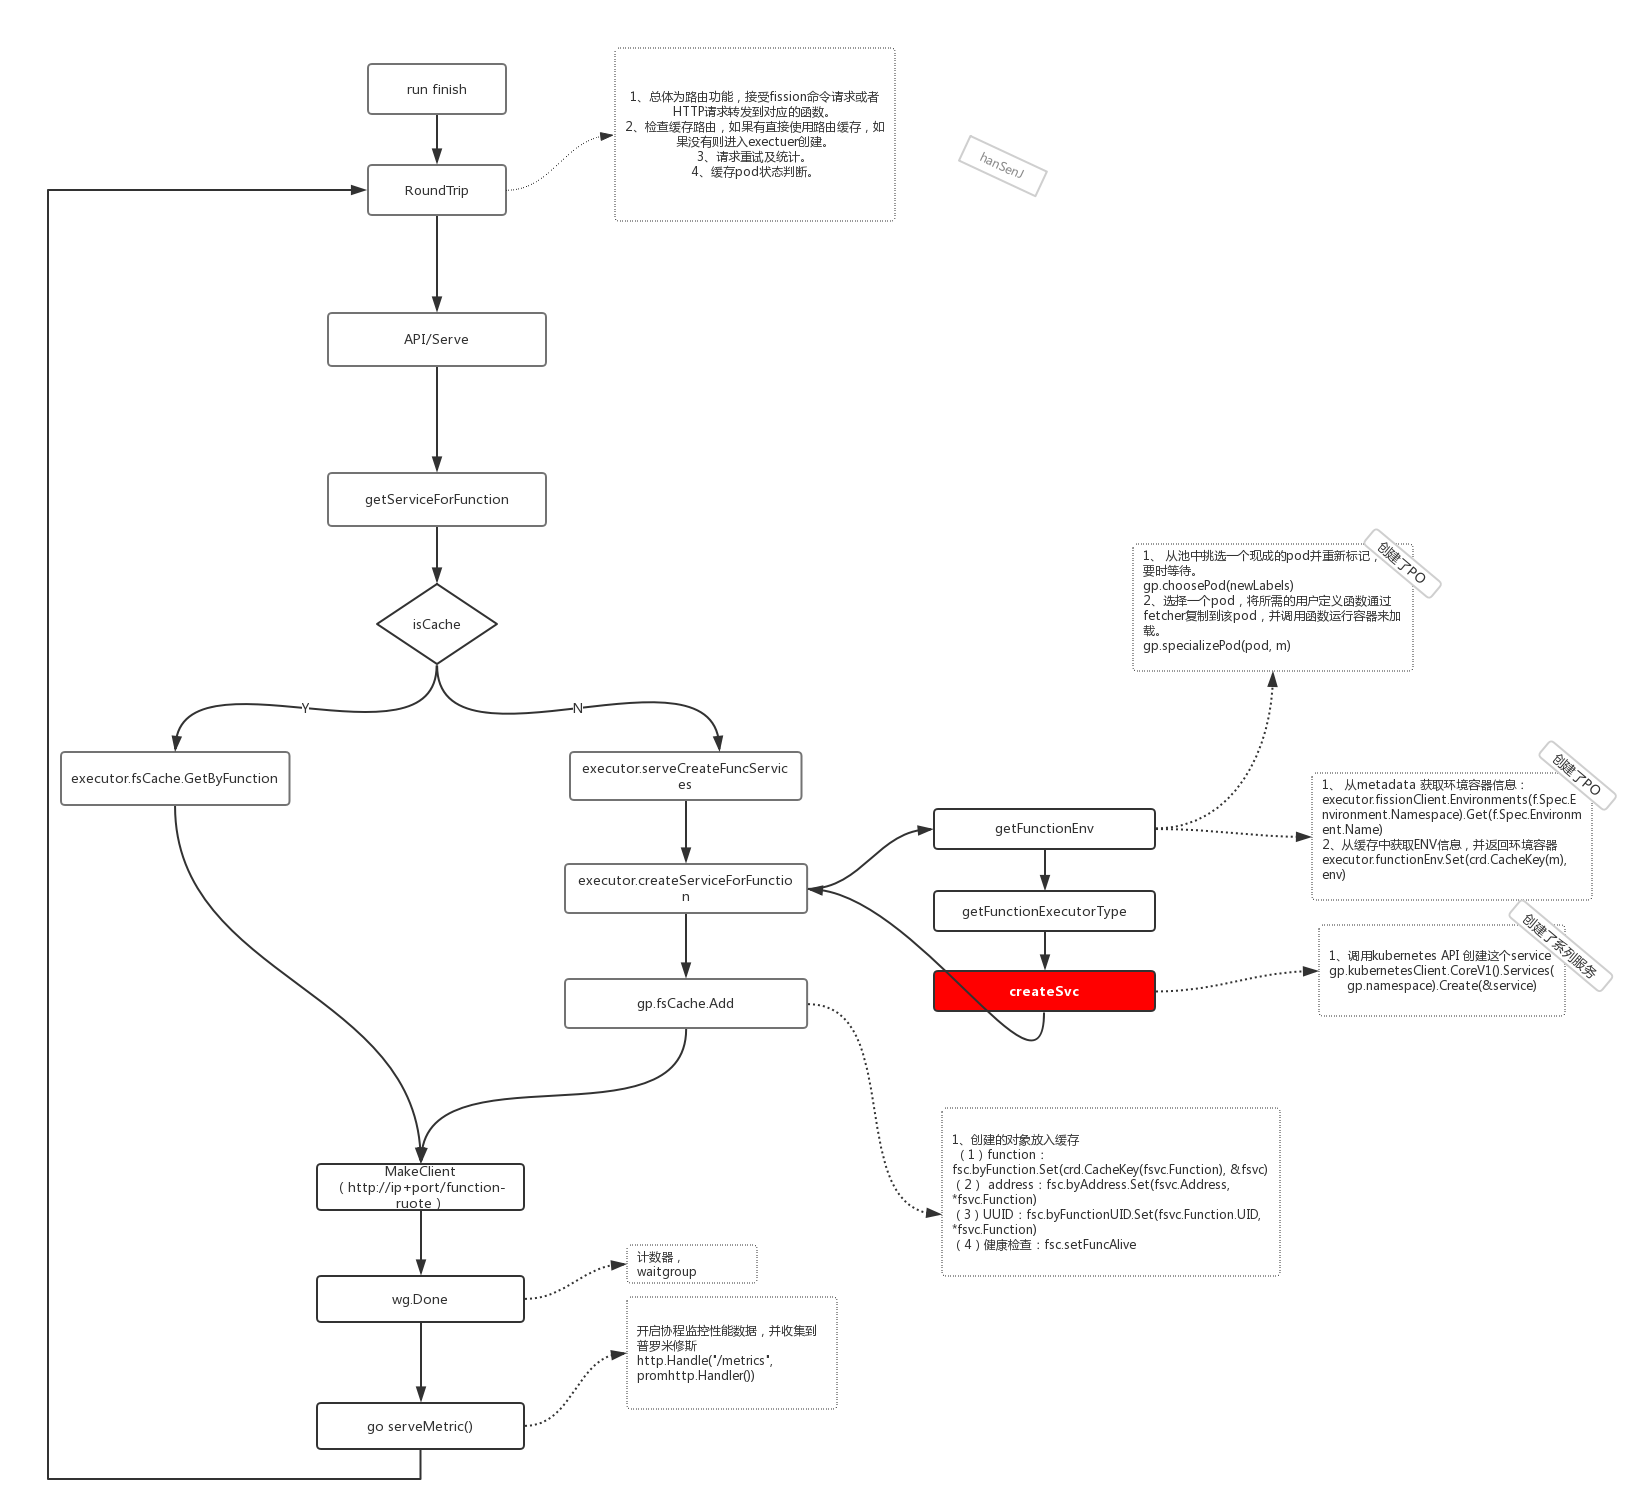 run finish
1、总体为路由功能，接受fission命令请求或者
HTTP请求转发到对应的函数。
2、检查缓存路由，如果有直接使用路由缓存，如
果没有则进入exectuer创建。
3、请求重试及统计。
4、缓存pod状态判断。
hanSenJ
RoundTrip
API/Serve
getServiceForFunction
isCache
Y
N
创建了PO
1、 从池中挑选一个现成的pod并重新标记，
要时等待。
gp.choosePod(newLabels)
2、选择一个pod，将所需的用户定义函数通过
fetcher复制到该pod，并调用函数运行容器来加
载。
gp.specializePod(pod, m)
executor.fsCache.GetByFunction
executor.serveCreateFuncServic
es
创建了PO
1、 从metadata 获取环境容器信息：
executor.fissionClient.Environments(f.Spec.E
nvironment.Namespace).Get(f.Spec.Environm
ent.Name)
2、从缓存中获取ENV信息，并返回环境容器
executor.functionEnv.Set(crd.CacheKey(m),
env)
getFunctionEnv
executor.createServiceForFunctio
n
getFunctionExecutorType
创建了系列服务
1、调用kubernetes API 创建这个service
gp.kubernetesClient.CoreV1().Services(
gp.namespace).Create(&service)
createSvc
gp.fsCache.Add
1、创建的对象放入缓存
（1）function：
fsc.byFunction.Set(crd.CacheKey(fsvc.Function), &fsvc)
（2） address：fsc.byAddress.Set(fsvc.Address,
*fsvc.Function)
（3）UUID：fsc.byFunctionUID.Set(fsvc.Function.UID,
*fsvc.Function)
（4）健康检查：fsc.setFuncAlive
MakeClient
（ http://ip+port/function-
ruote ）
计数器，
waitgroup
wg.Done
开启协程监控性能数据，并收集到
普罗米修斯
http.Handle("/metrics",
promhttp.Handler())
go serveMetric()